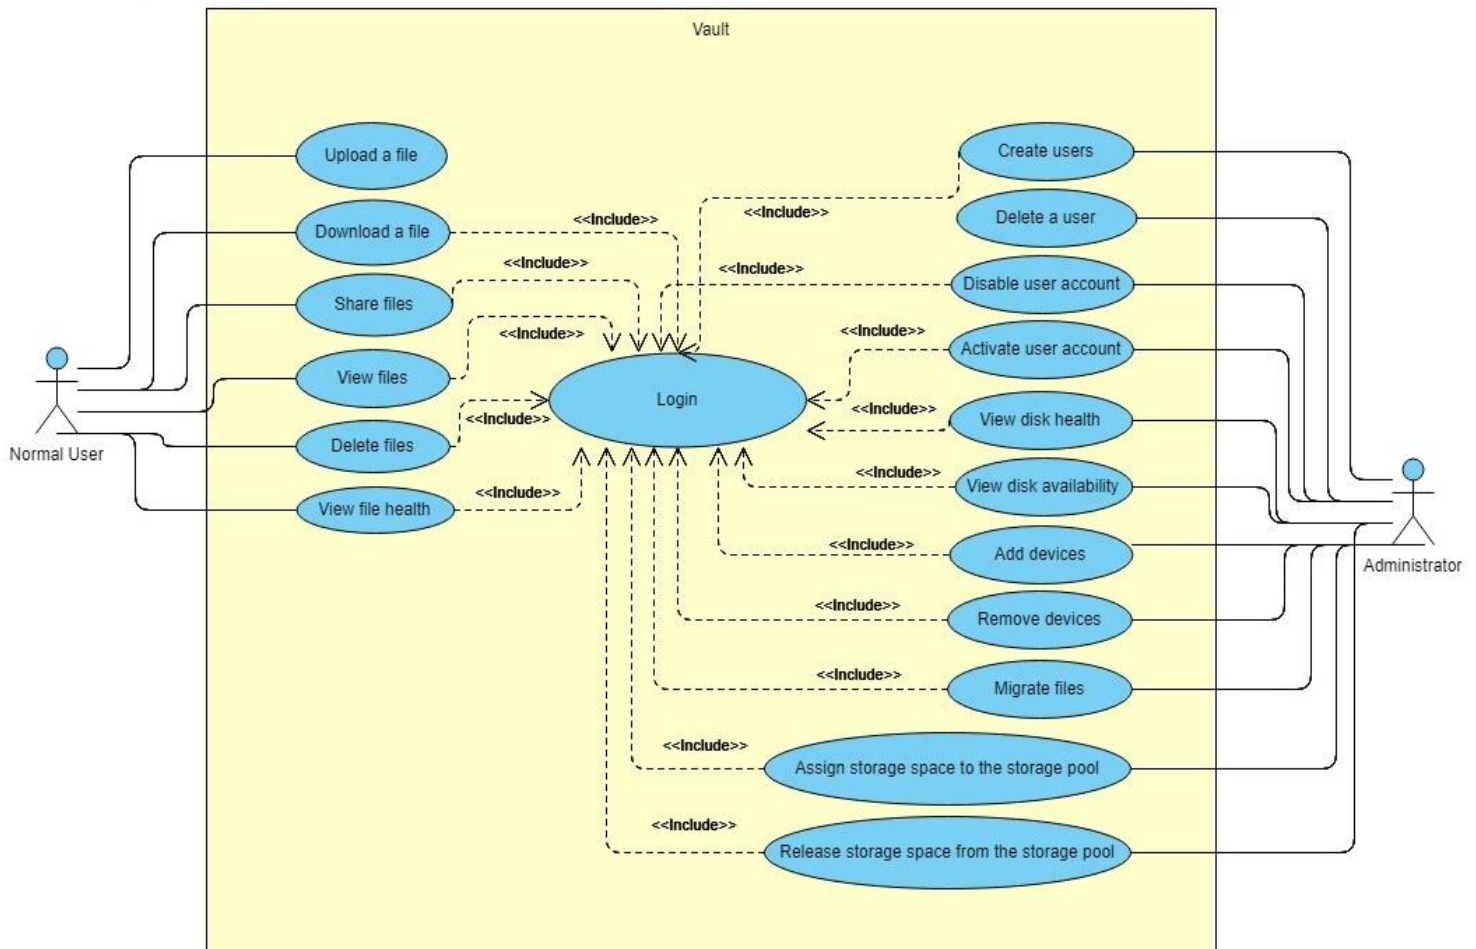 Vault
Upload a file
Create users
<<Include>>
<<Include>>
Delete a user
Download a file
<<Include>>
<<Include>>
Disable user account
Share files
<<Include>>
<<Include>>
Activate user account
View files
Login
<<Include>>
View disk health
<<Include>>
Delete files
Normal User
<<Include>>
View disk availability
<<Include>>
View file health
<<Include>>
Add devices
Administrator
<<Include>>
Remove devices
<<Include>>
Migrate files
<<Include>>
Assign storage space to the storage pool
<<Include>>
Release storage space from the storage pool